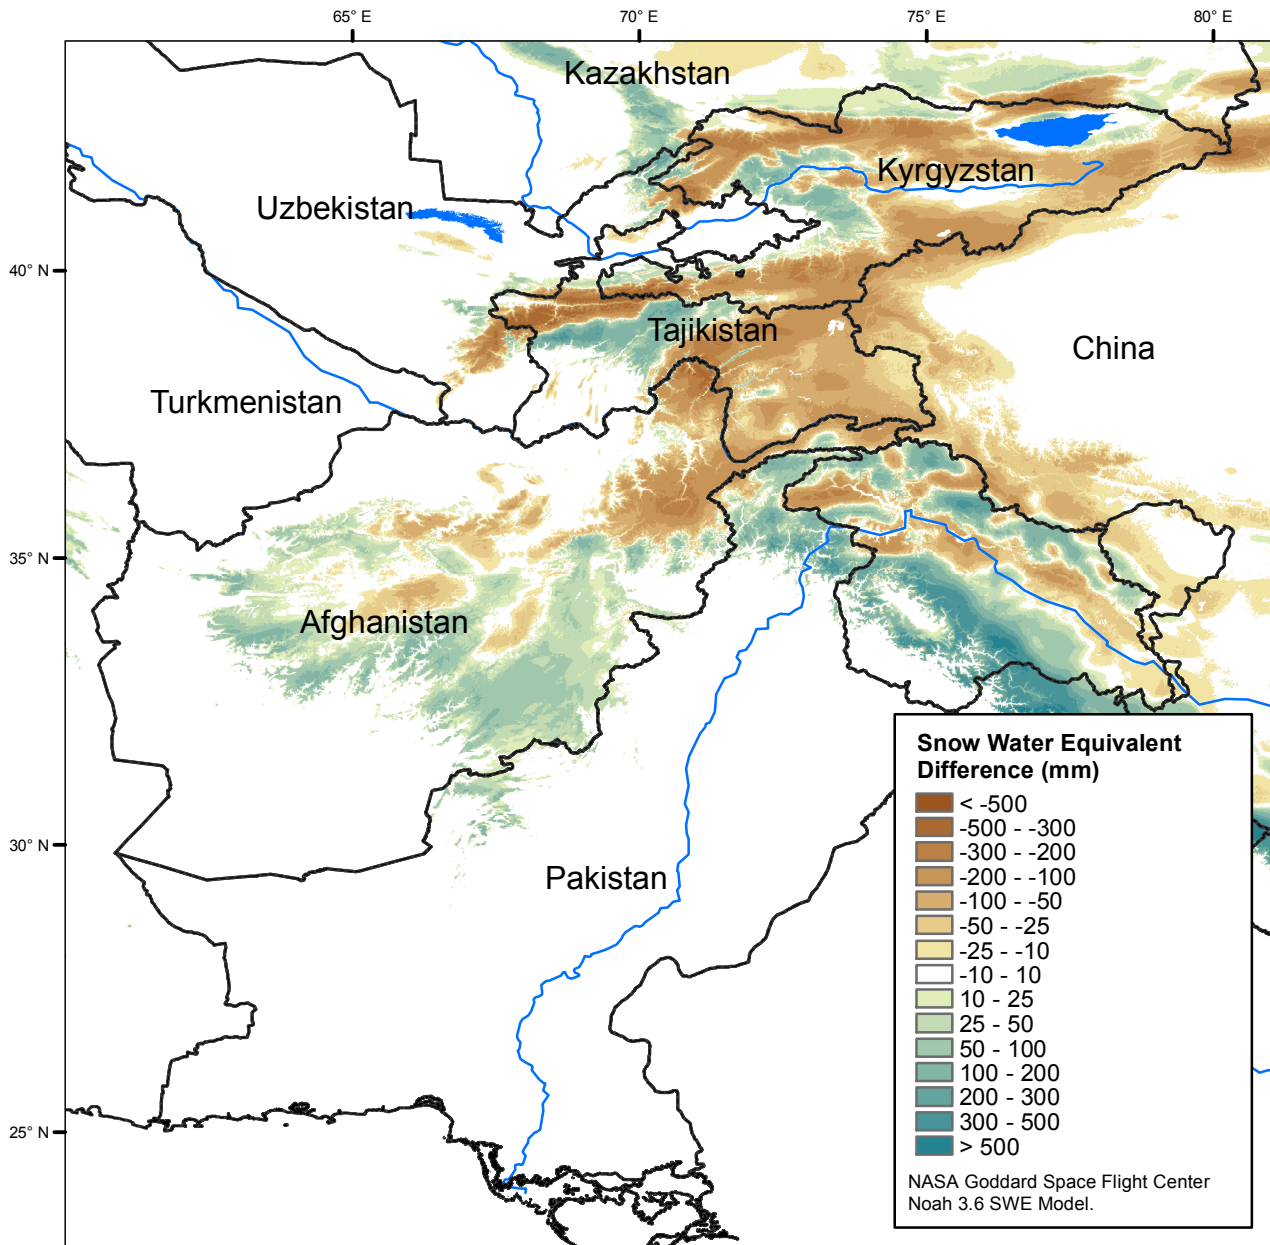 65° E
70° E
75° E
80° E
Kazakhstan
Kyrgyzstan
Uzbekistan
40° N
Tajikistan
China
Turkmenistan
35° N
Afghanistan
30° N
Pakistan
25° N
Snow Water Equivalent
Difference (mm)
< -500
-500 - -300
-300 - -200
-200 - -100
-100 - -50
-50 - -25
-25 - -10
-10 - 10
10 - 25
25 - 50
50 - 100
100 - 200
200 - 300
300 - 500
> 500
NASA Goddard Space Flight Center
Noah 3.6 SWE Model.